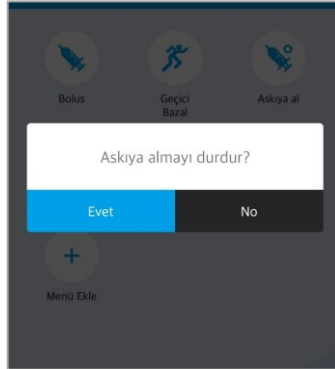 Bolus
Geçici
Bazal
Askıya al
Askıya almayı durdur?
Evet
No
Menü Ekle